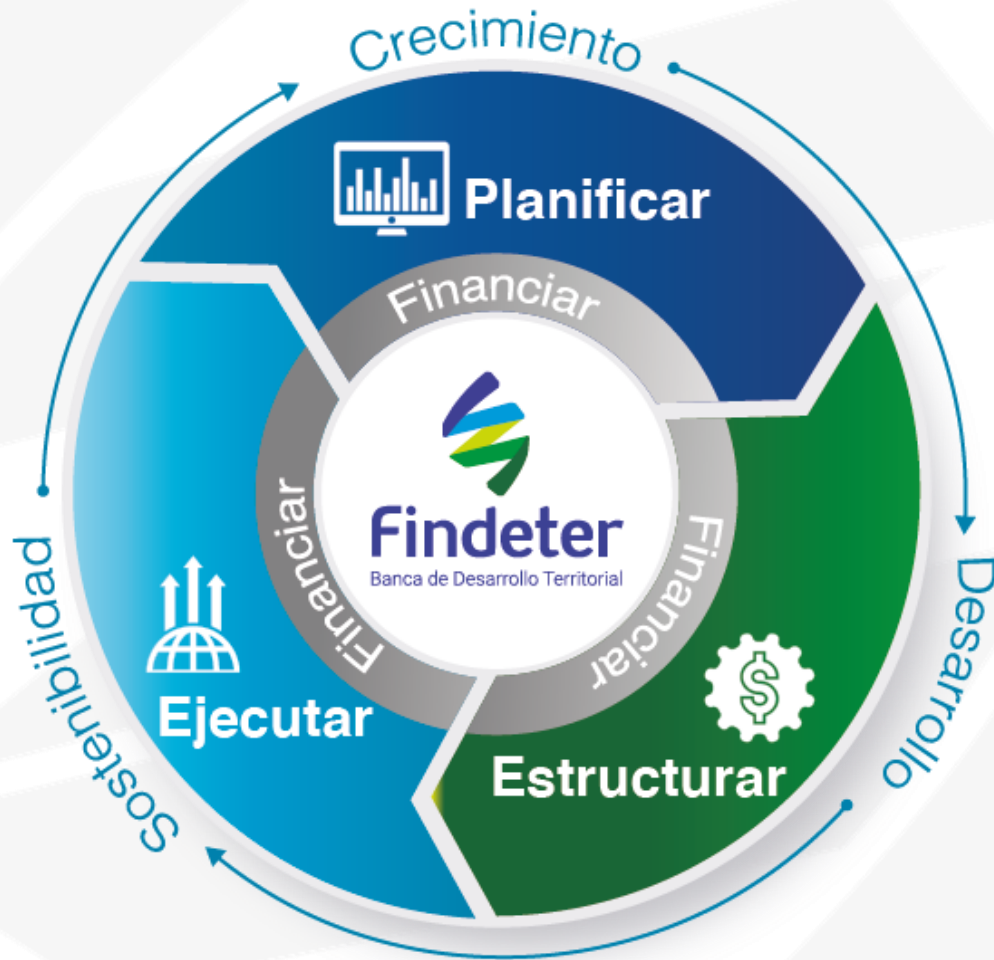 Crecimiento
Planificar
Financiar
Findeter
Banca de Desarrollo Territorial
Financiar
Financiar
Desarrollo
Sostenibilidad
Ejecutar
Estructurar
$